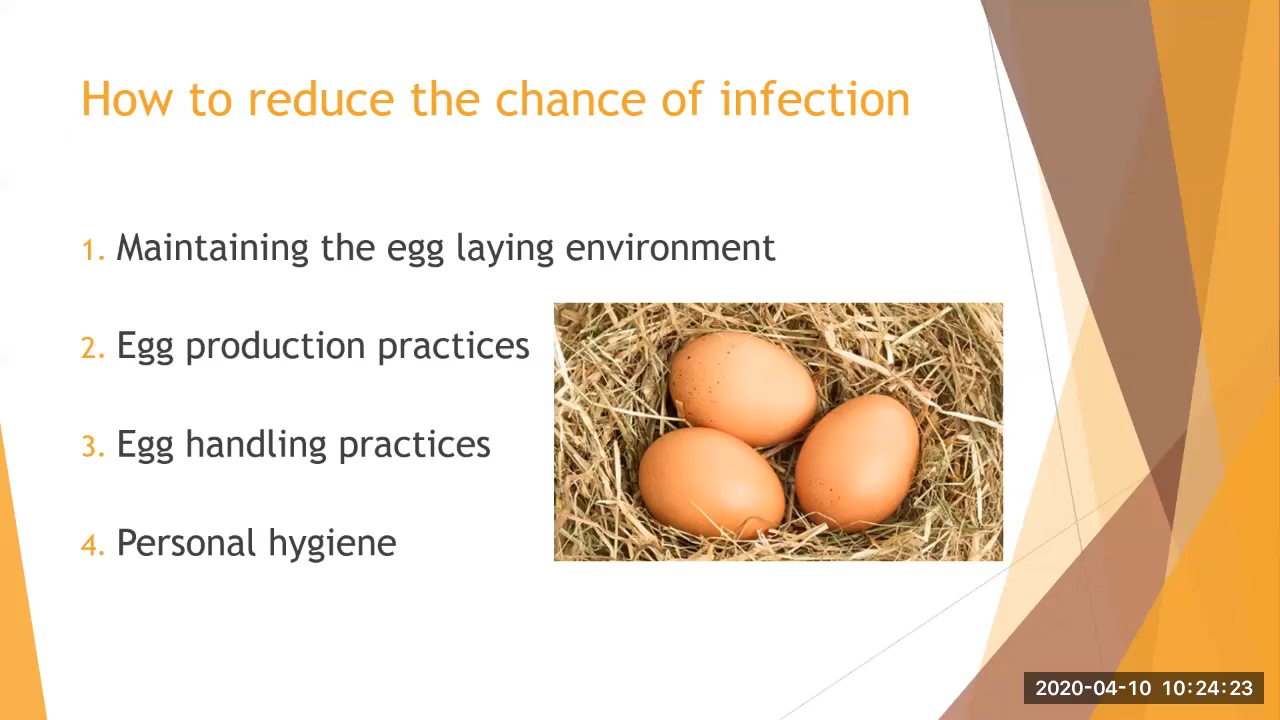 How to reduce the chance of infection
1. Maintaining the egg laying environment
2. Egg production practices
3. Egg handling practices
4. Personal hygiene
2020-04-10 10:24:23